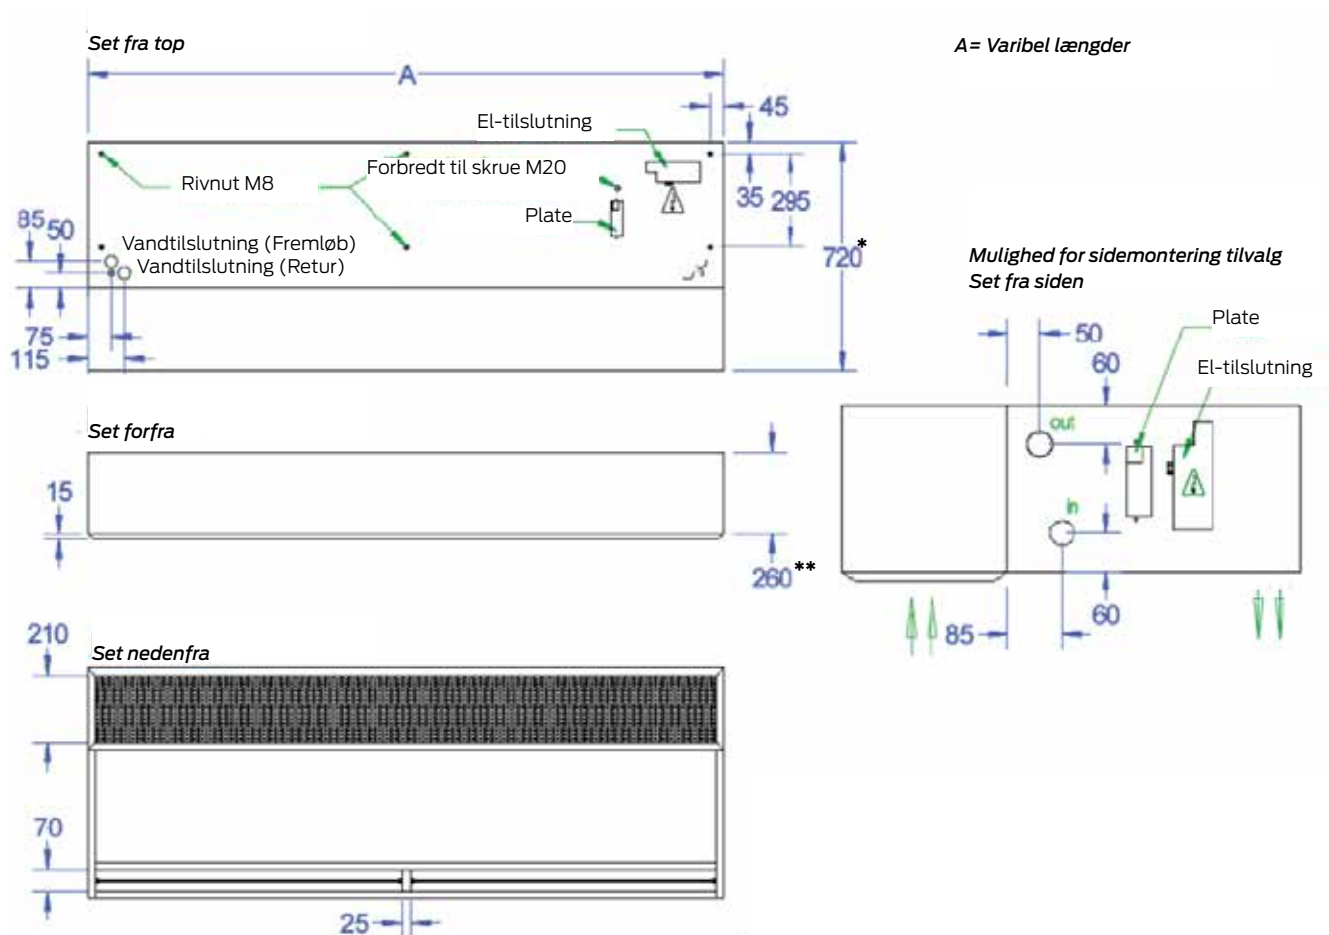 Set fra top
A= Varibel længder
A
45
El-tilslutning
Forbredt til skrue M20
Rivnut M8
35
295
Plate
85
50
Vandtilslutning (Fremløb)
Vandtilslutning (Retur)
720*
75
115
Mulighed for sidemontering tilvalg
Set fra siden
Plate
50
60
El-tilslutning
out
in
60
85
Set forfra
15
260**
210
Set nedenfra
70
25